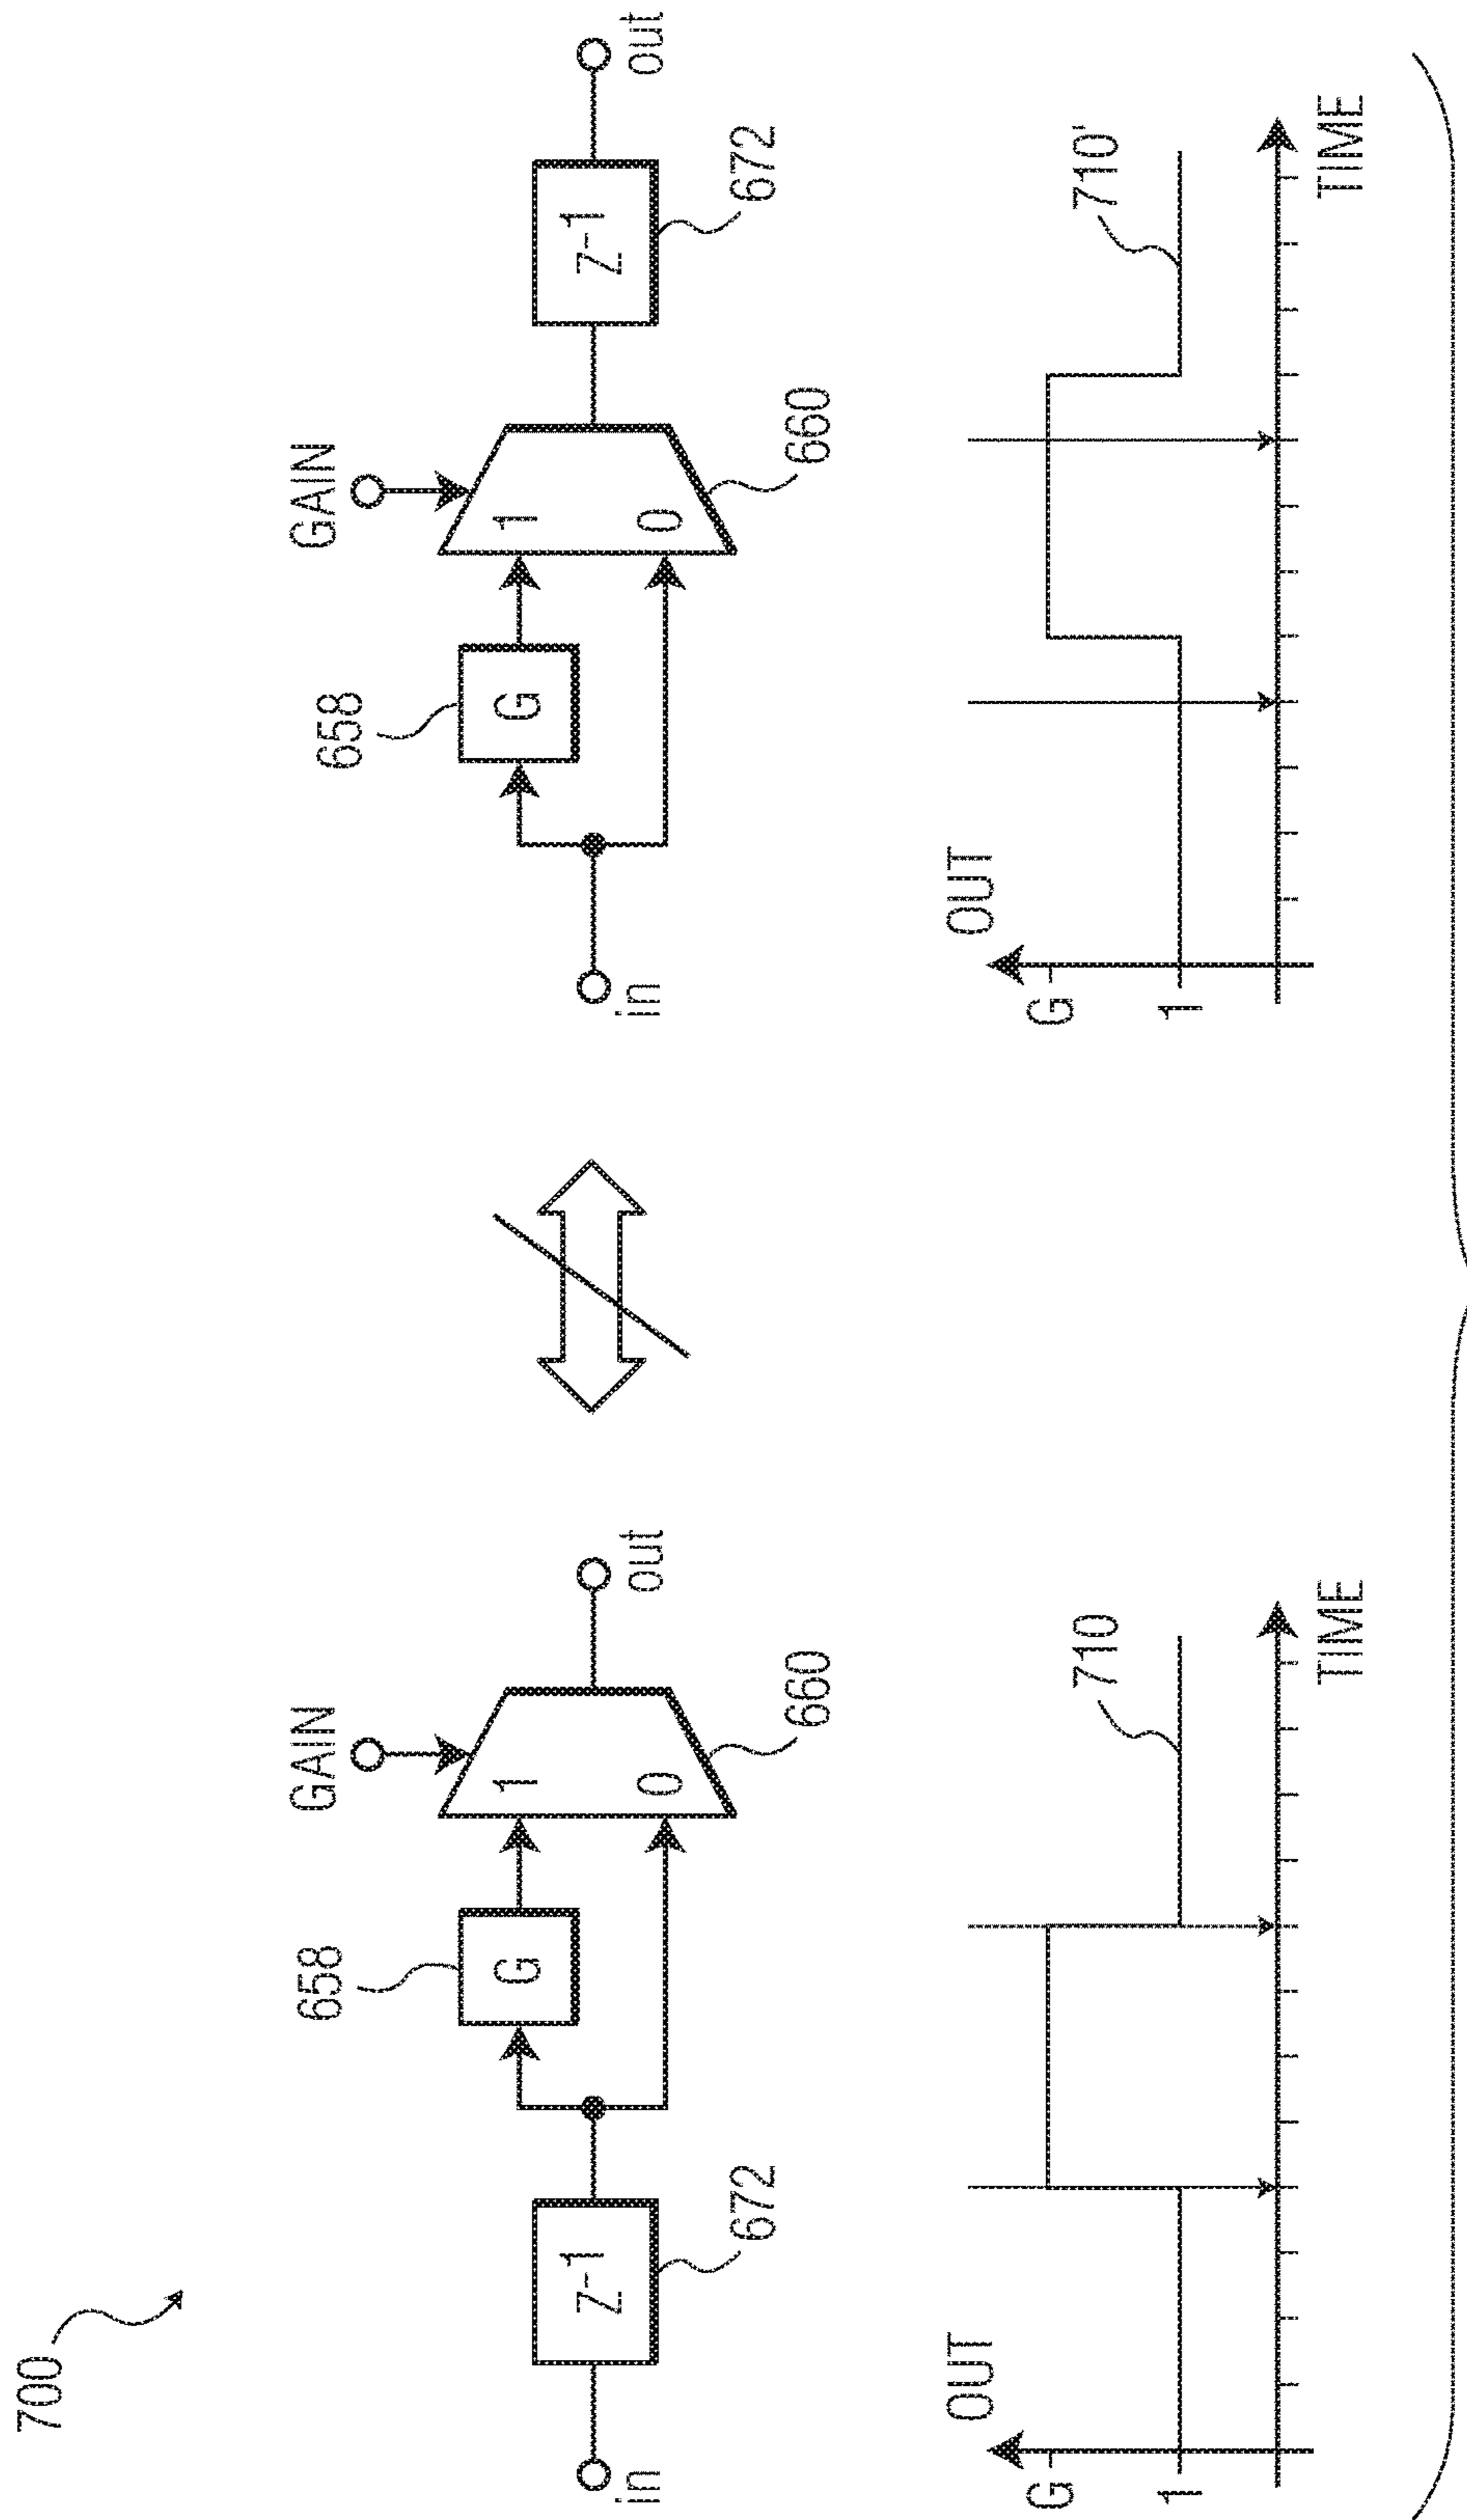 700
in
Z⁻¹
672
658
G
GAIN
1
0
660
out
OUT
G
1
710
TIME
in
658
G
GAIN
1
0
660
Z⁻¹
672
out
OUT
G
1
710'
TIME